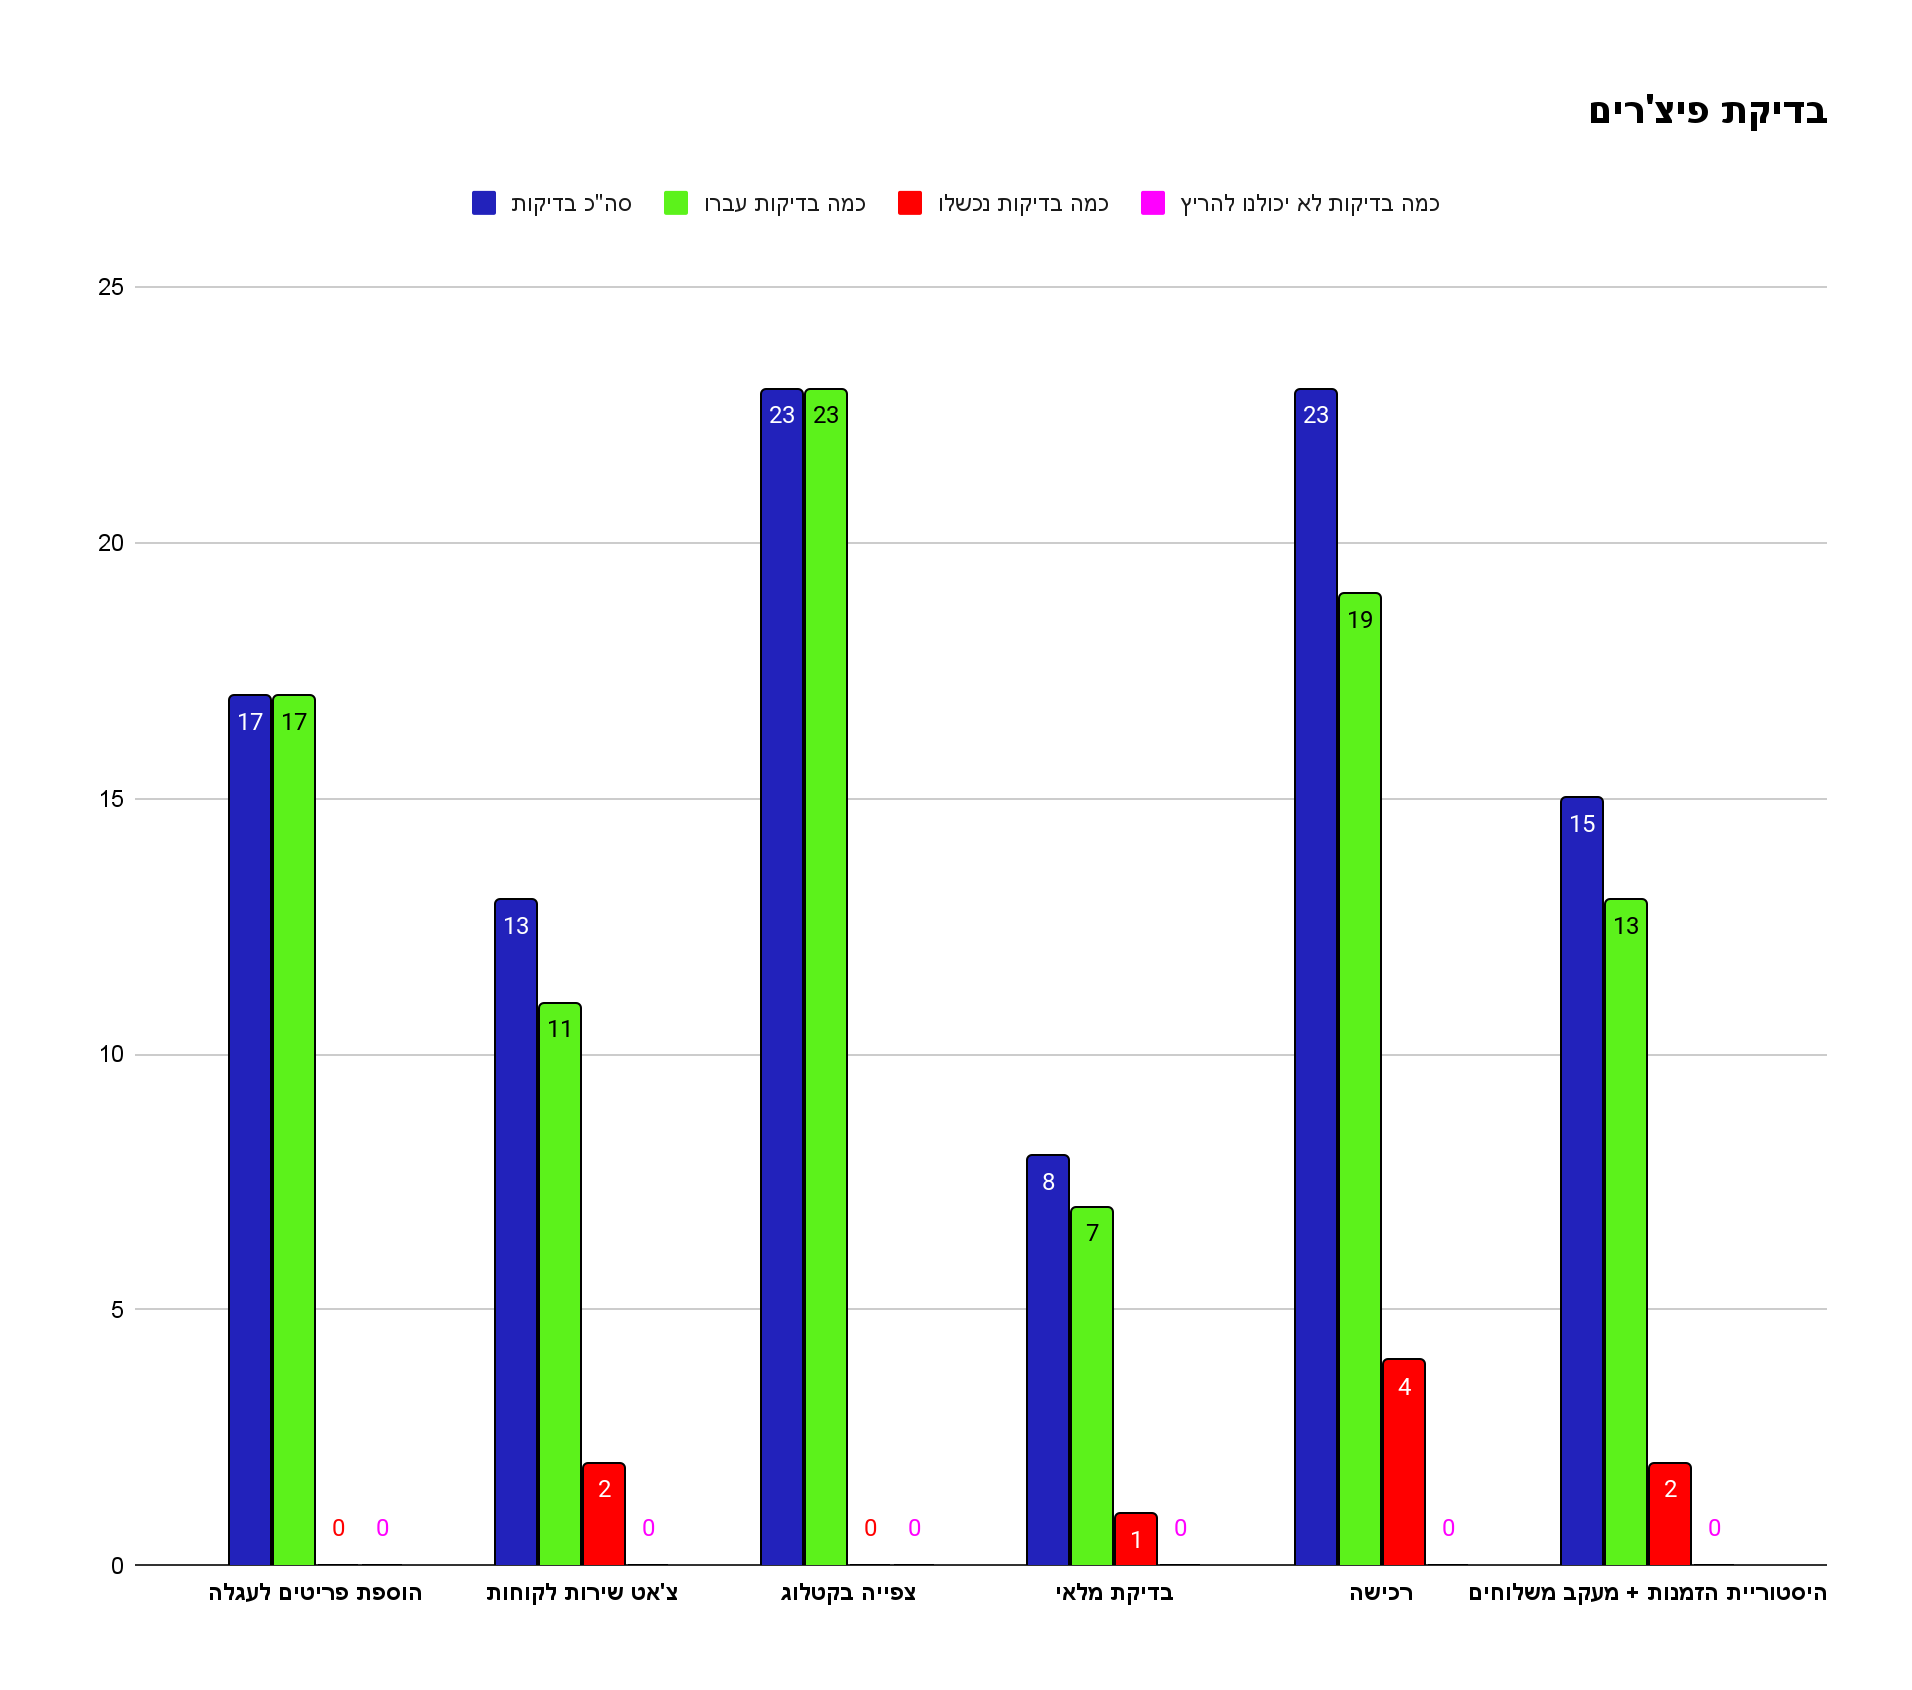 בדיקת פיצ'רים
סה"כ בדיקות כמה בדיקות עברו כמה בדיקות נכשלו כמה בדיקות לא יכולנו להריץ
25
20
15
10
5
0
17 17 0 0
13 11 2 0
23 23 0 0
8 7 1 0
23 19 4 0
15 13 2 0
הוספת פריטים לעגלה
צ'אט שירות לקוחות
צפייה בקטלוג
בדיקת מלאי
רכישה
היסטוריית הזמנות + מעקב משלוחים